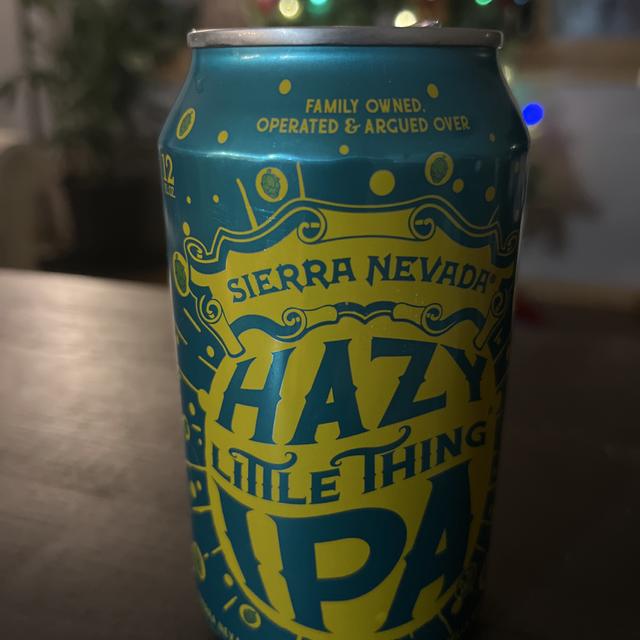 FAMILY OWNED,
OPERATED & ARGUED OVER
12
SIERRA NEVADA®
HAZY
LITTLE THING
IPA